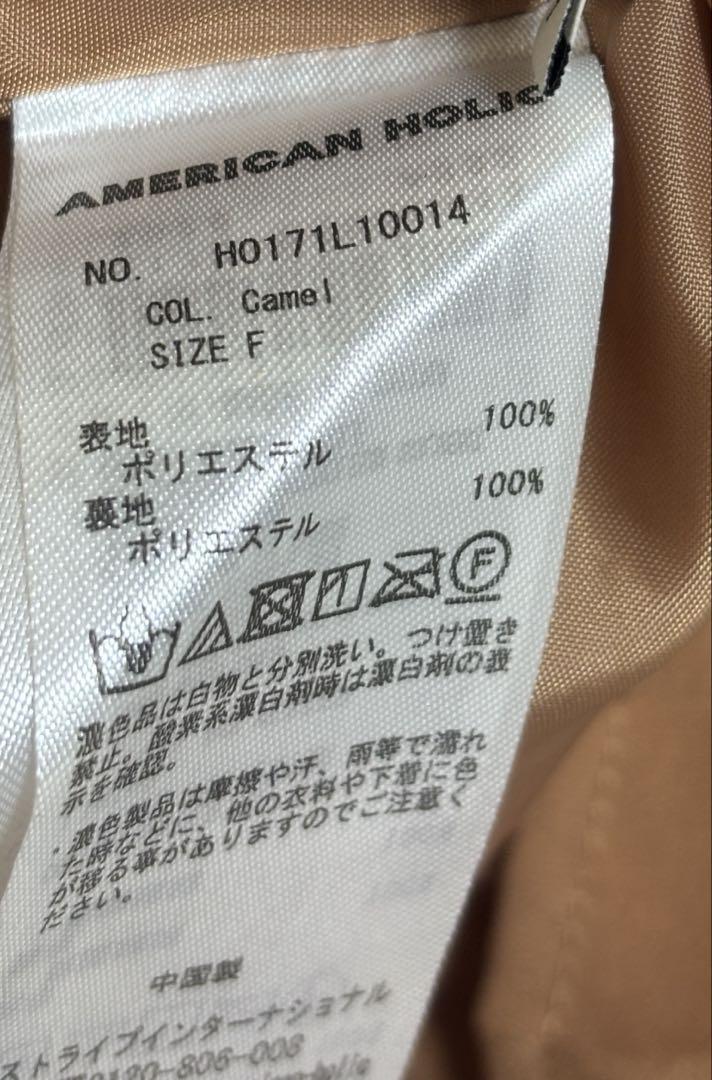 AMERICAN HOLIC
NO. H0171L10014
COL. Camel
SIZE F
表地
ポリエステル 100%
裏地
ポリエステル 100%
F
濃色品は白物と分別洗い。つけ置き
禁止。酸素系漂白剤時は漂白剤の表
示を確認。
・濃色製品は摩擦や汗、雨等で濡れ
た時などに、他の衣料や下着に色
が移る事がありますのでご注意く
ださい。
中国製
ストライプインターナショナル
0120-806-006